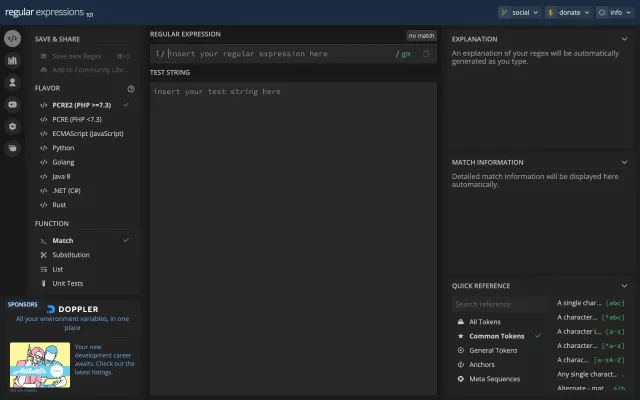 regular expressions 101
social
donate
info
SAVE & SHARE
Save new Regex
⌘+S
Add to Community Libr...
FLAVOR
PCRE2 (PHP >=7.3)
PCRE (PHP <7.3)
ECMAScript (JavaScript)
Python
Golang
Java 8
.NET (C#)
Rust
FUNCTION
Match
Substitution
List
Unit Tests
SPONSORS
DOPPLER
All your environment variables, in one
place
Authentic
Your new
development career
awaits. Check out the
latest listings.
REGULAR EXPRESSION
no match
/ insert your regular expression here
/ gm
TEST STRING
insert your test string here
EXPLANATION
An explanation of your regex will be automatically
generated as you type.
MATCH INFORMATION
Detailed match information will be displayed here
automatically.
QUICK REFERENCE
Search reference
All Tokens
Common Tokens
General Tokens
Anchors
Meta Sequences
A single char... [abc]
A character... [^abc]
A character i... [a-z]
A character... [^a-z]
A charac... [a-zA-Z]
Any single charact... .
Alternate - mat... a|b